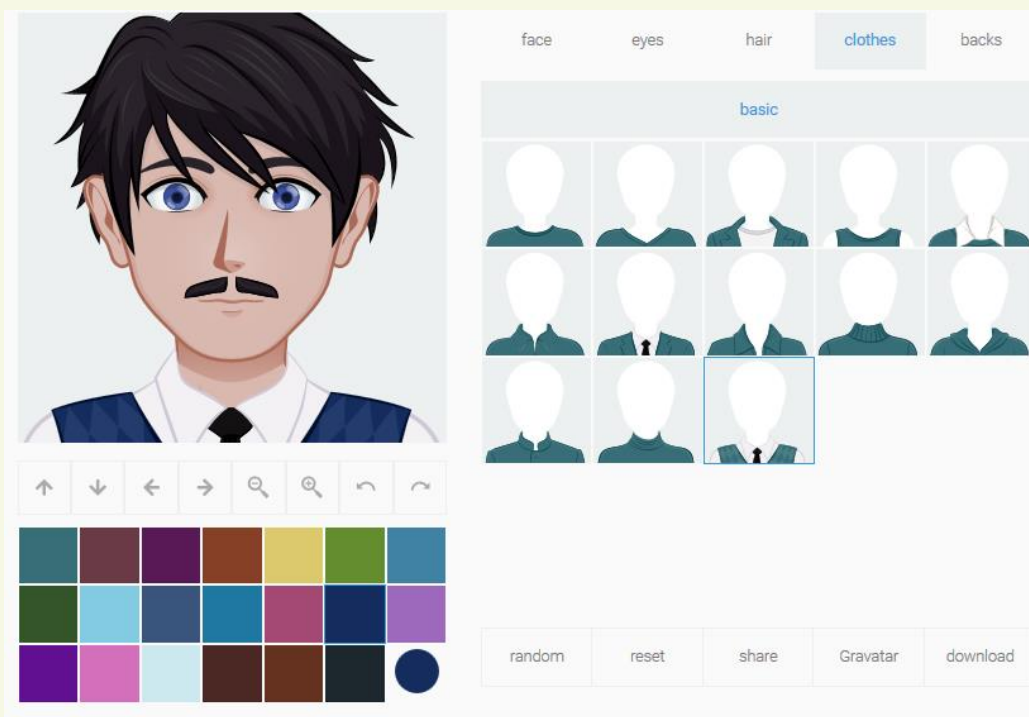 face eyes hair clothes backs
basic
random reset share Gravatar download